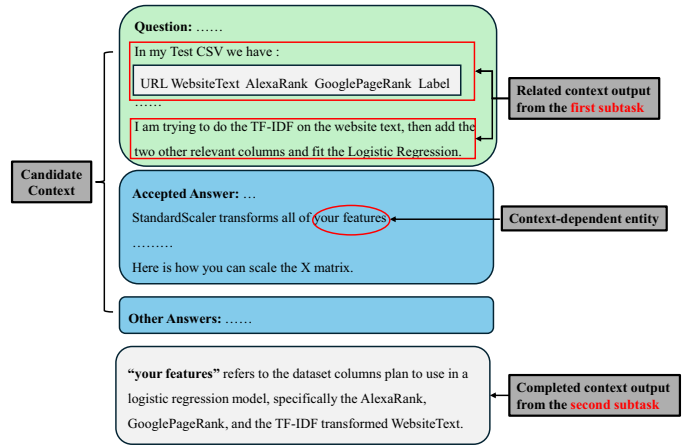 Question: ……
In my Test CSV we have :
URL WebsiteText AlexaRank GooglePageRank Label
……
I am trying to do the TF-IDF on the website text, then add the
two other relevant columns and fit the Logistic Regression.
Related context output
from the first subtask
Candidate
Context
Accepted Answer: …
StandardScaler transforms all of your features
………
Here is how you can scale the X matrix.
Context-dependent entity
Other Answers: ……
“your features” refers to the dataset columns plan to use in a
logistic regression model, specifically the AlexaRank,
GooglePageRank, and the TF-IDF transformed WebsiteText.
Completed context output
from the second subtask